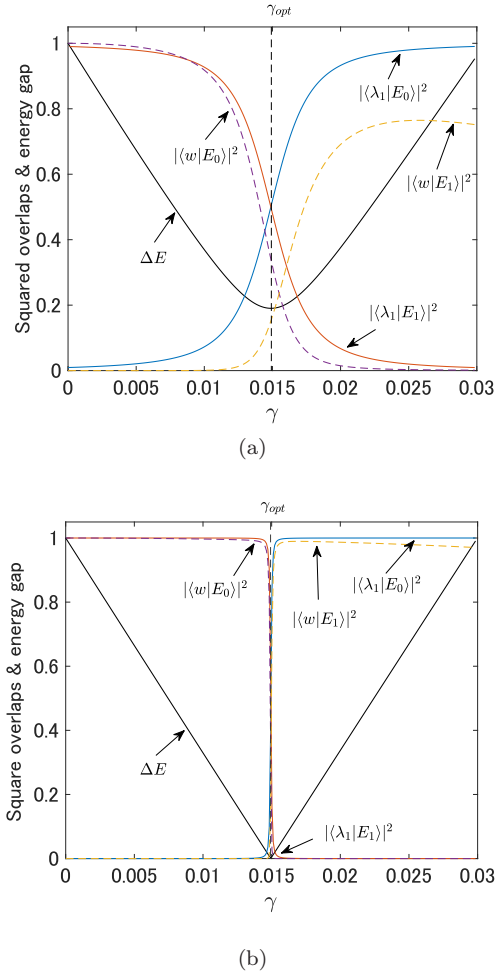 γ_opt
Squared overlaps & energy gap
1
0.8
0.6
0.4
0.2
0
|⟨λ₁|E₀⟩|²
|⟨w|E₀⟩|²
|⟨w|E₁⟩|²
ΔE
|⟨λ₁|E₁⟩|²
0 0.005 0.01 0.015 0.02 0.025 0.03
γ
(a)
γ_opt
Square overlaps & energy gap
1
0.8
0.6
0.4
0.2
0
|⟨w|E₀⟩|²
|⟨λ₁|E₀⟩|²
|⟨w|E₁⟩|²
ΔE
|⟨λ₁|E₁⟩|²
0 0.005 0.01 0.015 0.02 0.025 0.03
γ
(b)